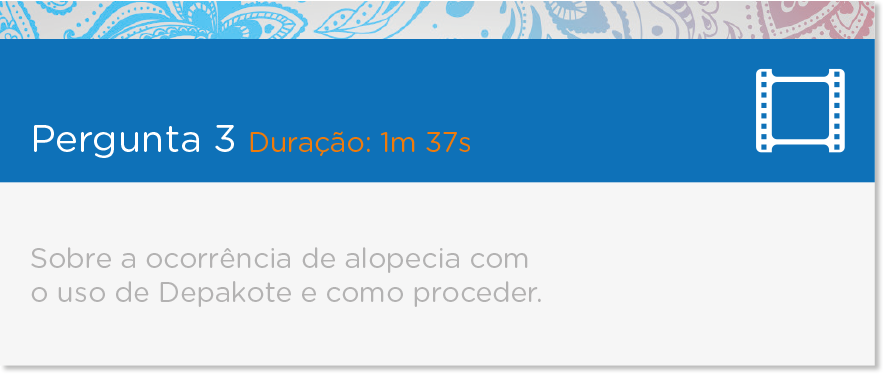 Pergunta 3 Duração: 1m 37s
Sobre a ocorrência de alopecia com
o uso de Depakote e como proceder.